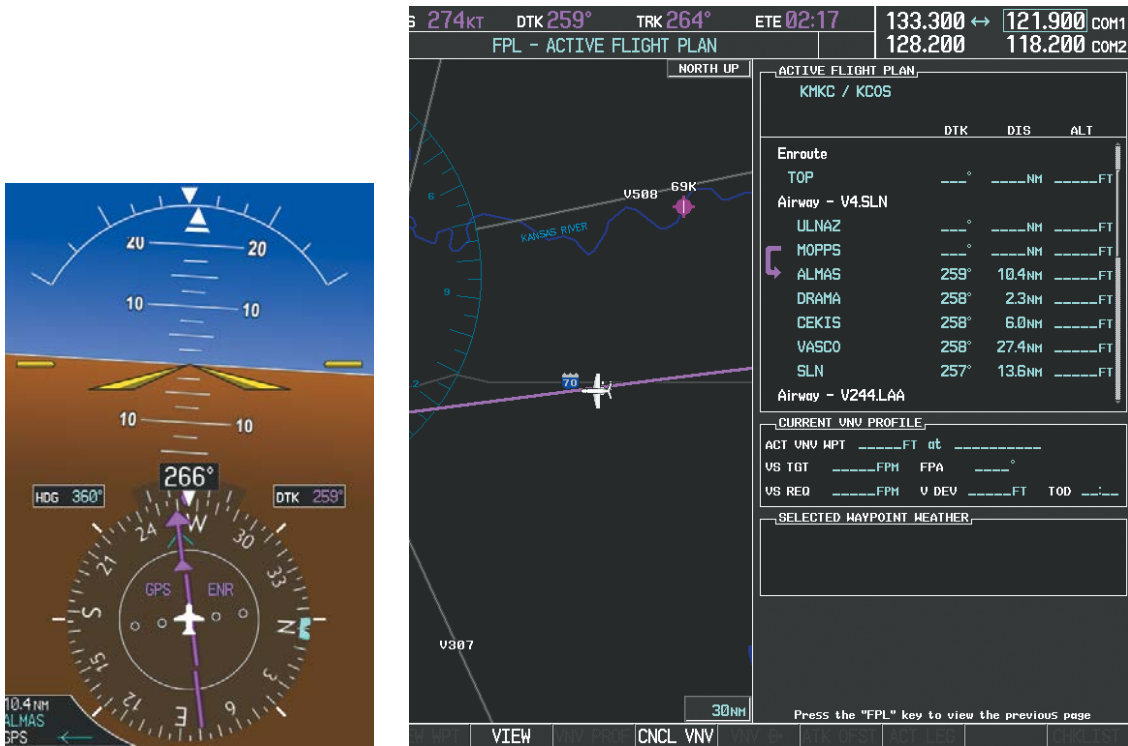 20 20
10 10
10 10
266°
HDG 360°
DTK 259°
24 W 30
21 33
GPS ENR
S N
15 3
12 E 6
10.4NM
ALMAS
GPS
S 274KT DTK 259° TRK 264° ETE 02:17
133.300 ↔ 121.900 COM1
128.200 118.200 COM2
FPL – ACTIVE FLIGHT PLAN
NORTH UP
V508 69K
KANSAS RIVER
6
9
12
70
V307
30NM
ACTIVE FLIGHT PLAN
KMKC / KCOS
DTK DIS ALT
Enroute
TOP ___° ____NM _____FT
Airway – V4.SLN
ULNAZ ___° ____NM _____FT
MOPPS ___° ____NM _____FT
ALMAS 259° 10.4NM _____FT
DRAMA 258° 2.3NM _____FT
CEKIS 258° 6.0NM _____FT
VASCO 258° 27.4NM _____FT
SLN 257° 13.6NM _____FT
Airway – V244.LAA
CURRENT VNV PROFILE
ACT VNV WPT _____FT at __________
VS TGT _____FPM FPA ____°
VS REQ _____FPM V DEV _____FT TOD __:__
SELECTED WAYPOINT WEATHER
Press the "FPL" key to view the previous page
VIEW VNV PROF CNCL VNV VNV ATK OFST ACT LEG CHKLIST